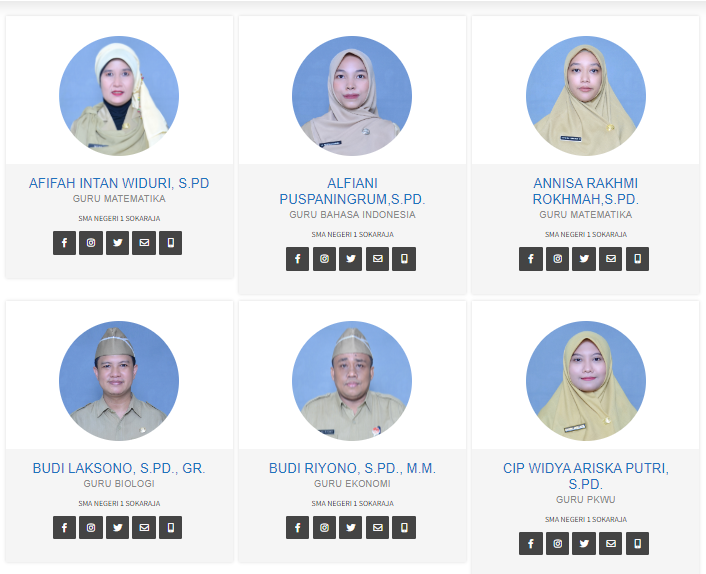 AFIFAH INTAN WIDURI, S.PD
GURU MATEMATIKA
SMA NEGERI 1 SOKARAJA
ALFIANI
PUSPANINGRUM,S.PD.
GURU BAHASA INDONESIA
SMA NEGERI 1 SOKARAJA
ANNISA RAKHMI
ROKHMAH,S.PD.
GURU MATEMATIKA
SMA NEGERI 1 SOKARAJA
BUDI LAKSONO, S.PD., GR.
GURU BIOLOGI
SMA NEGERI 1 SOKARAJA
BUDI RIYONO, S.PD., M.M.
GURU EKONOMI
SMA NEGERI 1 SOKARAJA
CIP WIDYA ARISKA PUTRI,
S.PD.
GURU PKWU
SMA NEGERI 1 SOKARAJA